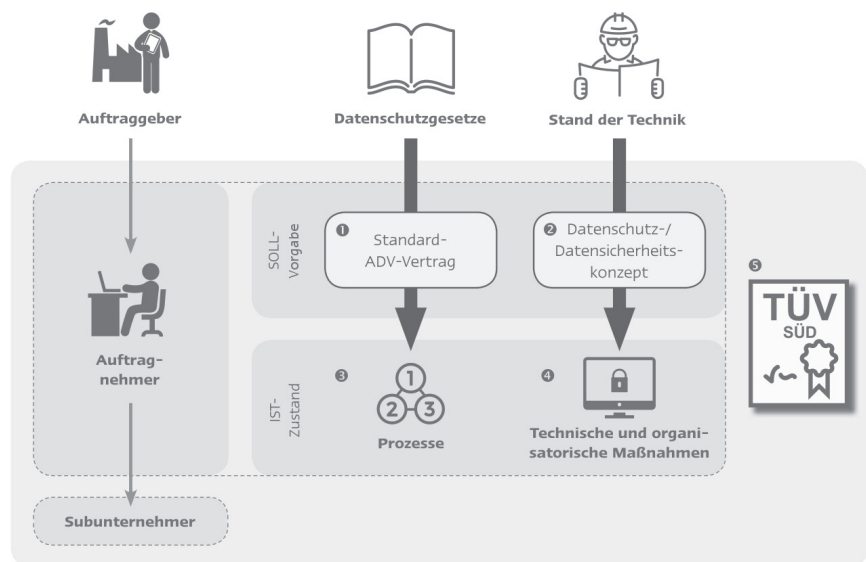 Auftraggeber
Datenschutzgesetze
Stand der Technik
SOLL-
Vorgabe
❶
Standard-
ADV-Vertrag
❷ Datenschutz-/
Datensicherheits-
konzept
❺
TÜV
SÜD
Auftrag-
nehmer
IST-
Zustand
❸
1
2
3
Prozesse
❹
Technische und organi-
satorische Maßnahmen
Subunternehmer